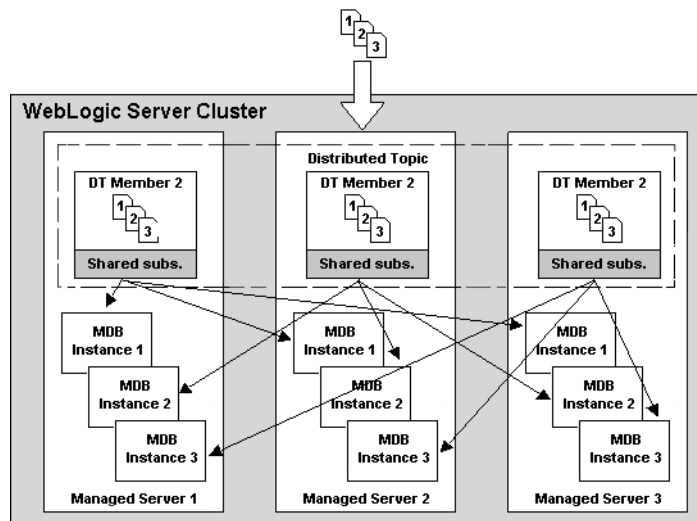 1
2
3
WebLogic Server Cluster
Distributed Topic
DT Member 2
1
2
3
Shared subs.
DT Member 2
1
2
3
Shared subs.
DT Member 2
1
2
3
Shared subs.
MDB
Instance 1
MDB
Instance 2
MDB
Instance 3
Managed Server 1
MDB
Instance 1
MDB
Instance 2
MDB
Instance 3
Managed Server 2
MDB
Instance 1
MDB
Instance 2
MDB
Instance 3
Managed Server 3